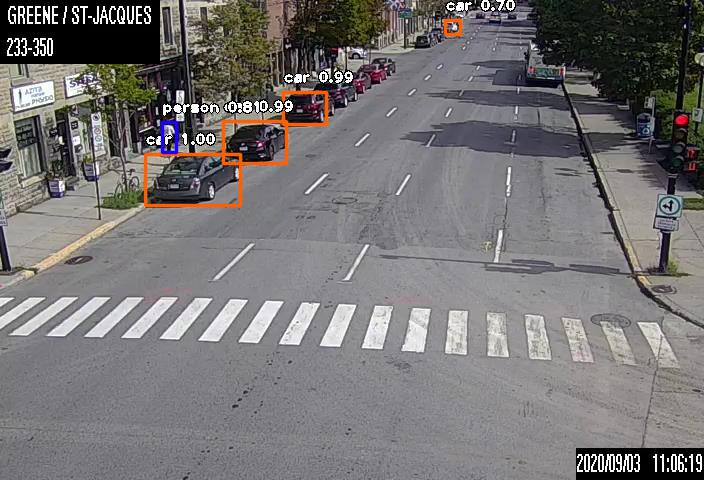 GREENE / ST-JACQUES
233-350
car 0.70
car 0.99
person 0.81
0.99
car 1.00
2020/09/03 11:06:19